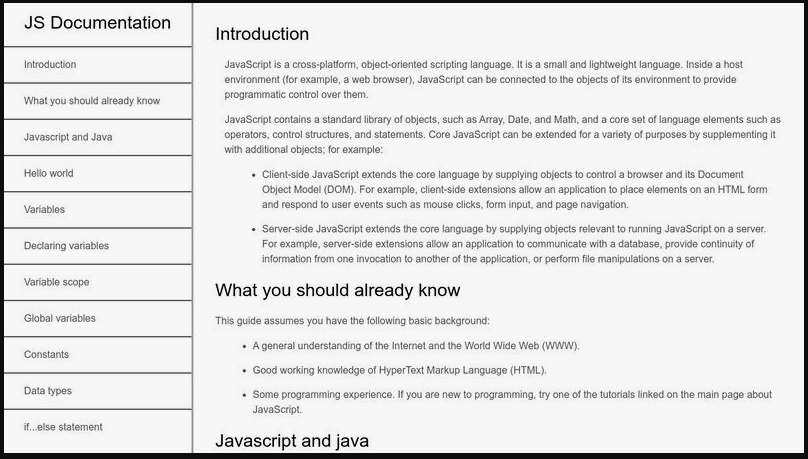 JS Documentation
Introduction
What you should already know
Javascript and Java
Hello world
Variables
Declaring variables
Variable scope
Global variables
Constants
Data types
if...else statement
Introduction
JavaScript is a cross-platform, object-oriented scripting language. It is a small and lightweight language. Inside a host
environment (for example, a web browser), JavaScript can be connected to the objects of its environment to provide
programmatic control over them.
JavaScript contains a standard library of objects, such as Array, Date, and Math, and a core set of language elements such as
operators, control structures, and statements. Core JavaScript can be extended for a variety of purposes by supplementing it
with additional objects; for example:
• Client-side JavaScript extends the core language by supplying objects to control a browser and its Document
Object Model (DOM). For example, client-side extensions allow an application to place elements on an HTML form
and respond to user events such as mouse clicks, form input, and page navigation.
• Server-side JavaScript extends the core language by supplying objects relevant to running JavaScript on a server.
For example, server-side extensions allow an application to communicate with a database, provide continuity of
information from one invocation to another of the application, or perform file manipulations on a server.
What you should already know
This guide assumes you have the following basic background:
• A general understanding of the Internet and the World Wide Web (WWW).
• Good working knowledge of HyperText Markup Language (HTML).
• Some programming experience. If you are new to programming, try one of the tutorials linked on the main page about
JavaScript.
Javascript and java